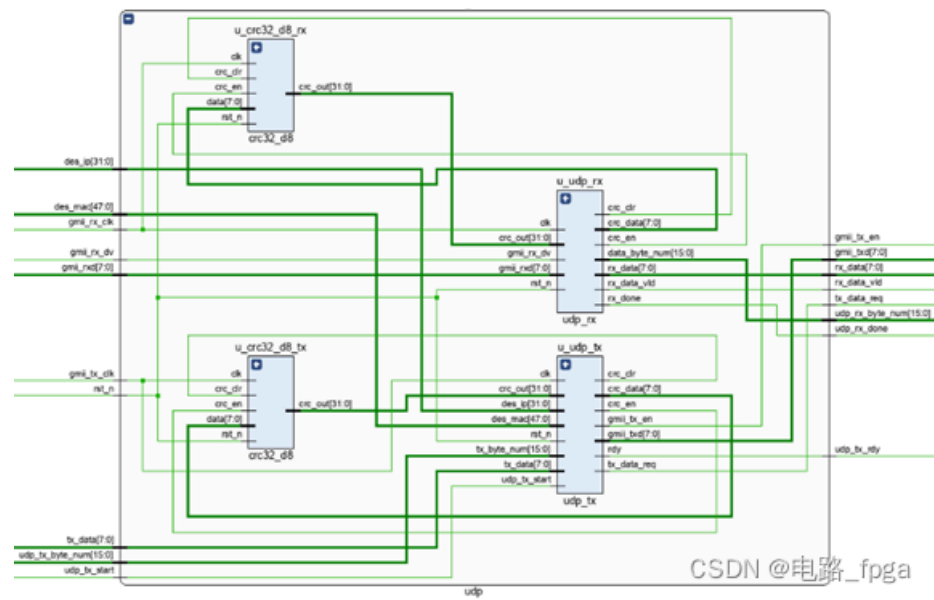 u_crc32_d8_rx
clk
crc_clr
crc_en
data[7:0]
rst_n
crc_out[31:0]
crc32_d8
des_ip[31:0]
des_mac[47:0]
gmii_rx_clk
gmii_rx_dv
gmii_rxd[7:0]
u_udp_rx
clk
crc_out[31:0]
gmii_rx_dv
gmii_rxd[7:0]
rst_n
crc_clr
crc_data[7:0]
crc_en
data_byte_num[15:0]
rx_data[7:0]
rx_data_vld
rx_done
udp_rx
gmii_tx_en
gmii_txd[7:0]
rx_data[7:0]
rx_data_vld
tx_data_req
udp_rx_byte_num[15:0]
udp_rx_done
gmii_tx_clk
rst_n
u_crc32_d8_tx
clk
crc_clr
crc_en
data[7:0]
rst_n
crc_out[31:0]
crc32_d8
u_udp_tx
clk
crc_out[31:0]
des_ip[31:0]
des_mac[47:0]
rst_n
tx_byte_num[15:0]
tx_data[7:0]
udp_tx_start
crc_clr
crc_data[7:0]
crc_en
gmii_tx_en
gmii_txd[7:0]
rdy
tx_data_req
udp_tx
udp_tx_rdy
tx_data[7:0]
udp_tx_byte_num[15:0]
udp_tx_start
udp
CSDN @电路_fpga